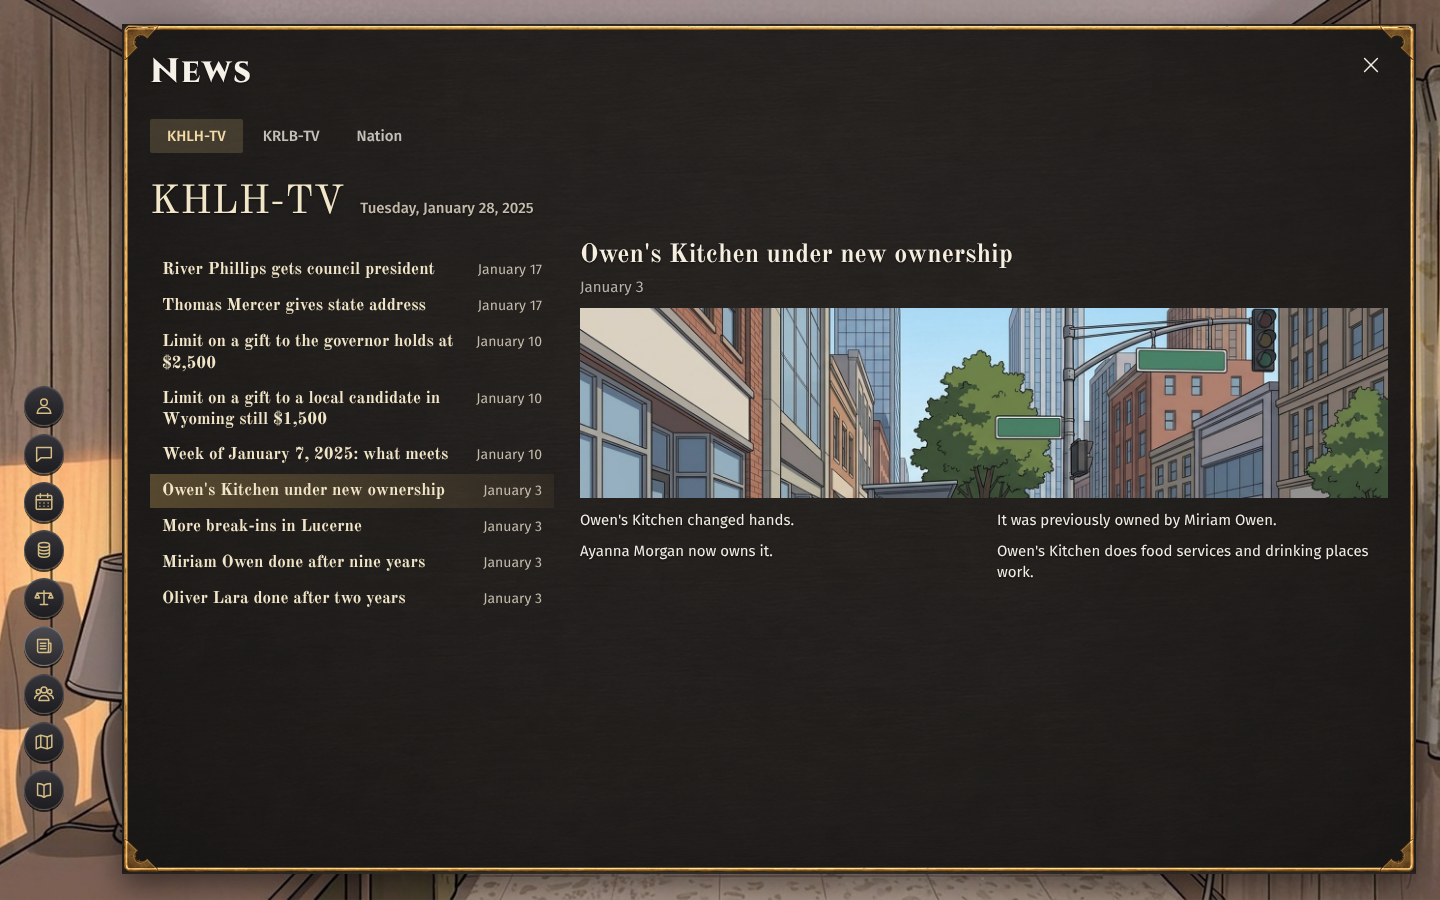 News
KHLH-TV
KRLB-TV
Nation
KHLH-TV
Tuesday, January 28, 2025
River Phillips gets council president
January 17
Thomas Mercer gives state address
January 17
Limit on a gift to the governor holds at
$2,500
January 10
Limit on a gift to a local candidate in
Wyoming still $1,500
January 10
Week of January 7, 2025: what meets
January 10
Owen's Kitchen under new ownership
January 3
More break-ins in Lucerne
January 3
Miriam Owen done after nine years
January 3
Oliver Lara done after two years
January 3
Owen's Kitchen under new ownership
January 3
Owen's Kitchen changed hands.
Ayanna Morgan now owns it.
It was previously owned by Miriam Owen.
Owen's Kitchen does food services and drinking places
work.